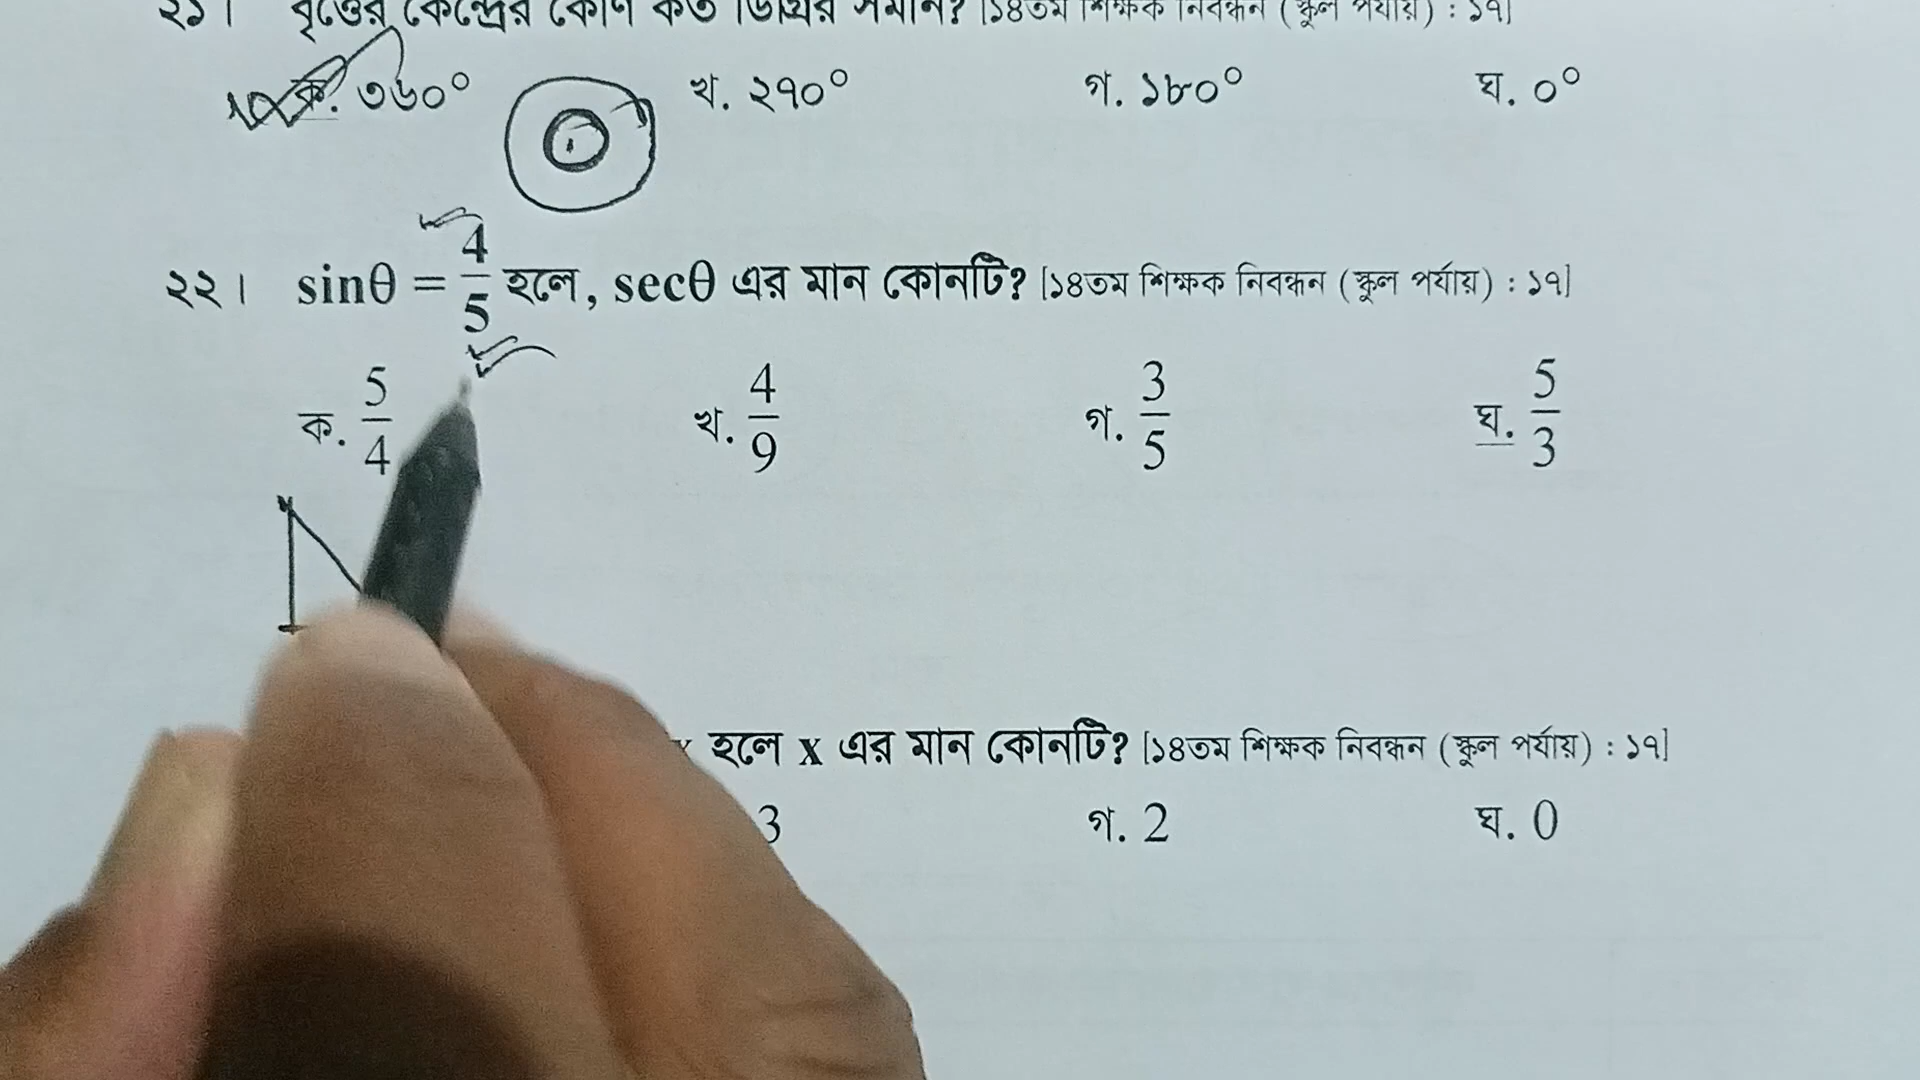 ২১। বৃত্তের কেন্দ্রের কোণ কত ডিগ্রির সমান? [১৪তম শিক্ষক নিবন্ধন (স্কুল পর্যায়) : ১৭]
ক. ৩৬০° খ. ২৭০° গ. ১৮০° ঘ. ০°
২২। sinθ = 4/5 হলে, secθ এর মান কোনটি? [১৪তম শিক্ষক নিবন্ধন (স্কুল পর্যায়) : ১৭]
ক. 5/4 খ. 4/9 গ. 3/5 ঘ. 5/3
হলে x এর মান কোনটি? [১৪তম শিক্ষক নিবন্ধন (স্কুল পর্যায়) : ১৭]
3 গ. 2 ঘ. 0